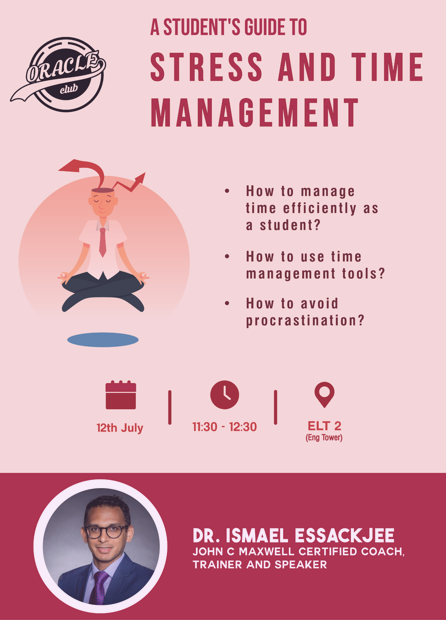 ORACLE
club
A STUDENT'S GUIDE TO
STRESS AND TIME
MANAGEMENT
• How to manage
time efficiently as
a student?
• How to use time
management tools?
• How to avoid
procrastination?
12th July
11:30 - 12:30
ELT 2
(Eng Tower)
DR. ISMAEL ESSACKJEE
JOHN C MAXWELL CERTIFIED COACH,
TRAINER AND SPEAKER